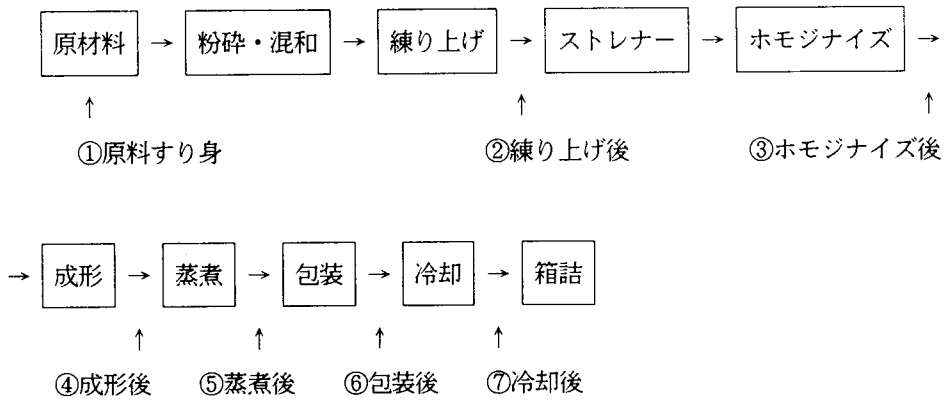 原材料 → 粉砕・混和 → 練り上げ → ストレナー → ホモジナイズ →
↑ ↑ ↑
①原料すり身 ②練り上げ後 ③ホモジナイズ後
→ 成形 → 蒸煮 → 包装 → 冷却 → 箱詰
↑ ↑ ↑ ↑
④成形後 ⑤蒸煮後 ⑥包装後 ⑦冷却後